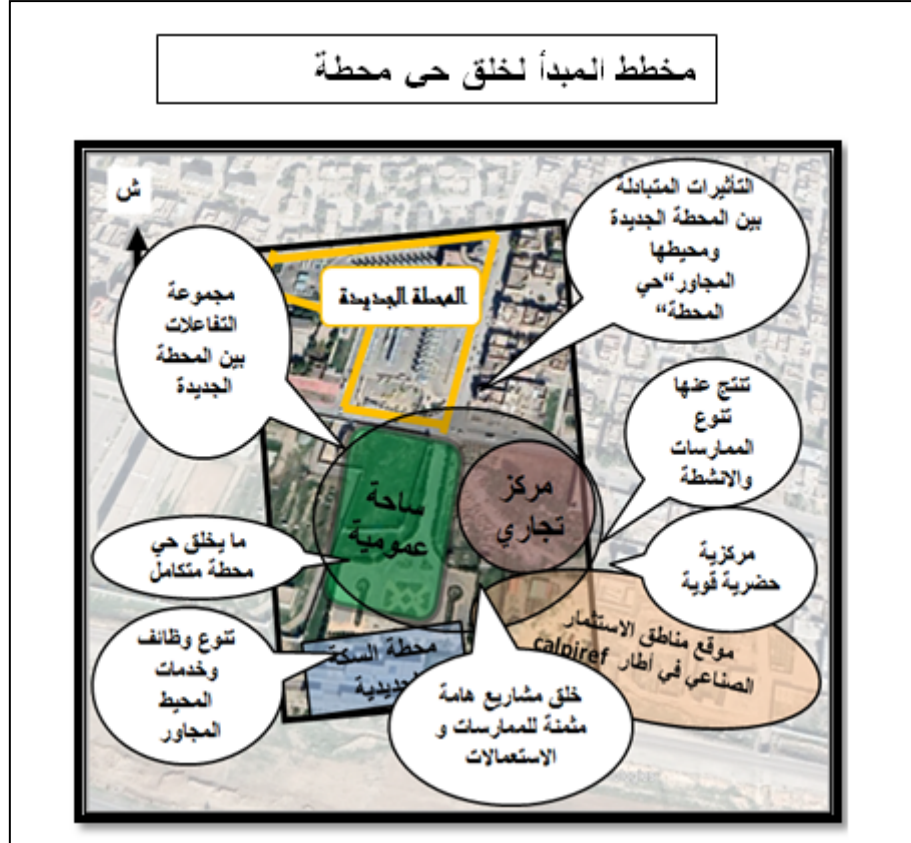 مخطط المبدأ لخلق حي محطة
ش
التأثيرات المتبادلة
بين المحطة الجديدة
ومحيطها
المجاور "حي
المحطة"
المحطة الجديدة
مجموعة
التفاعلات
بين المحطة
الجديدة
تنتج عنها
تنوع
الممارسات
والانشطة
مركز
تجاري
ساحة
عمومية
ما يخلق حي
محطة متكامل
مركزية
حضرية قوية
موقع مناطق الاستثمار
الصناعي في أطار calpiref
محطة السكة
الحديدية
تنوع وظائف
وخدمات
المحيط
المجاور
خلق مشاريع هامة
مثمنة للممارسات و
الاستعمالات